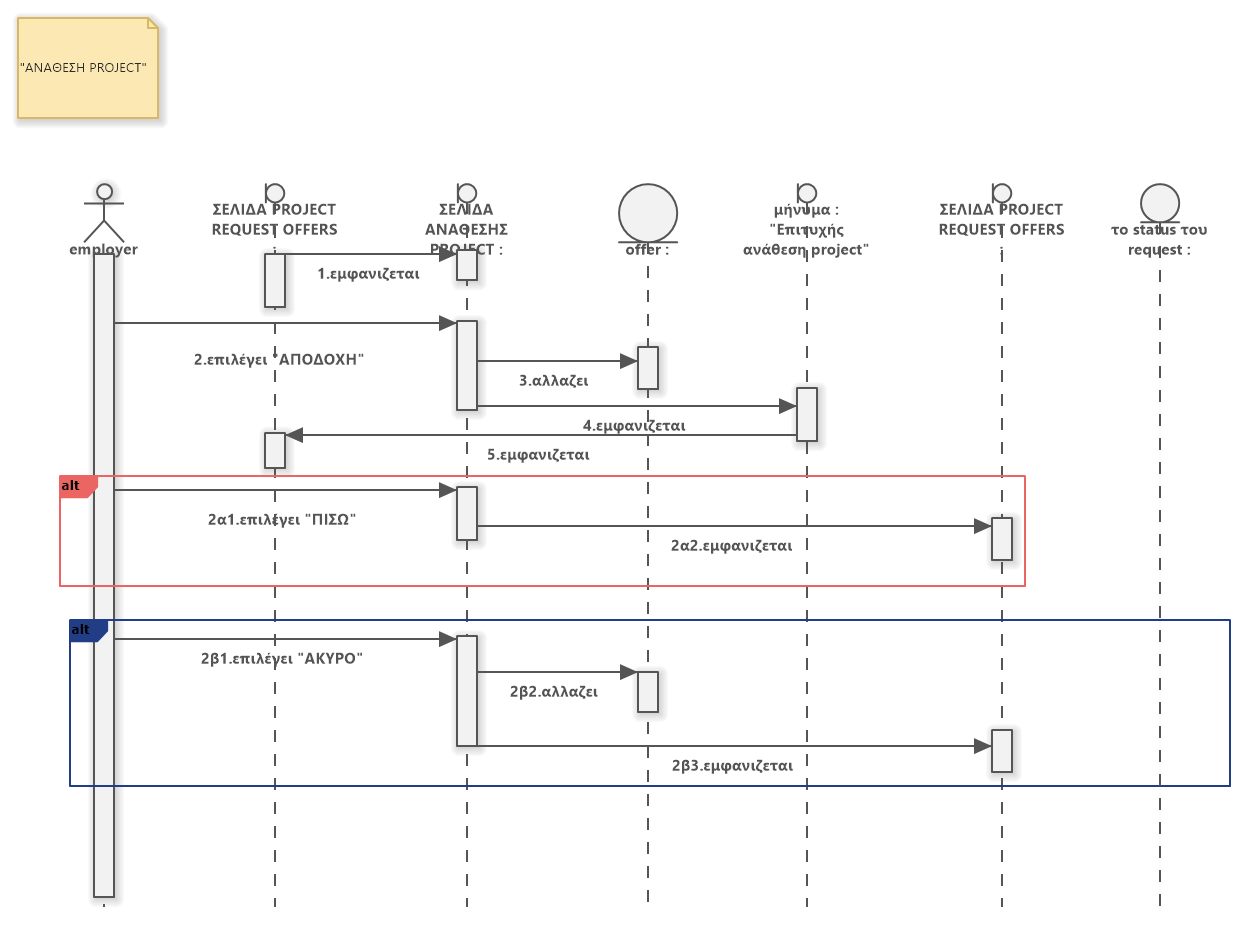 "ΑΝΑΘΕΣΗ PROJECT"
employer
ΣΕΛΙΔΑ PROJECT
REQUEST OFFERS
:
ΣΕΛΙΔΑ
ΑΝΑΘΕΣΗΣ
PROJECT :
offer :
μήνυμα :
"Επιτυχής
ανάθεση project"
ΣΕΛΙΔΑ PROJECT
REQUEST OFFERS
:
το status του
request :
1.εμφανιζεται
2.επιλέγει "ΑΠΟΔΟΧΗ"
3.αλλαζει
4.εμφανιζεται
5.εμφανιζεται
alt
2α1.επιλέγει "ΠΙΣΩ"
2α2.εμφανιζεται
alt
2β1.επιλέγει "ΑΚΥΡΟ"
2β2.αλλαζει
2β3.εμφανιζεται